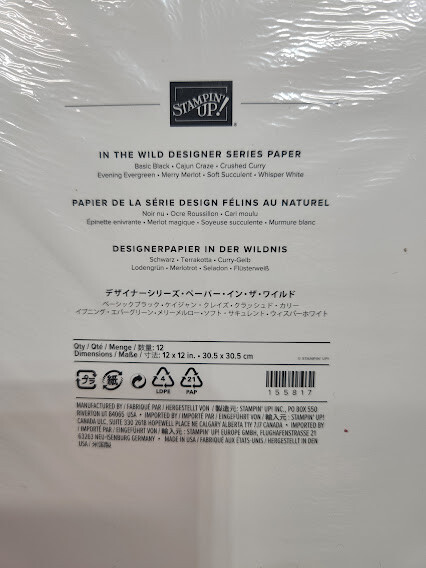 STAMPIN' UP!®
IN THE WILD DESIGNER SERIES PAPER
Basic Black • Cajun Craze • Crushed Curry
Evening Evergreen • Merry Merlot • Soft Succulent • Whisper White
PAPIER DE LA SÉRIE DESIGN FÉLINS AU NATUREL
Noir nu • Ocre Roussillon • Cari moulu
Épinette enivrante • Merlot magique • Soyeuse succulente • Murmure blanc
DESIGNERPAPIER IN DER WILDNIS
Schwarz • Terrakotta • Curry-Gelb
Lodengrün • Merlotrot • Seladon • Flüsterweiß
デザイナーシリーズ・ペーパー・イン・ザ・ワイルド
ベーシックブラック・ケイジャン・クレイズ・クラッシュド・カリー
イブニング・エバーグリーン・メリーメルロー・ソフト・サキュレント・ウィスパーホワイト
Qty / Qté / Menge / 数量: 12
Dimensions / Maße / 寸法: 12 x 12 in. • 30.5 x 30.5 cm
© STAMPIN' UP!
プラ 紙 4 LDPE 21 PAP
155817
MANUFACTURED BY / FABRIQUÉ PAR / HERGESTELLT VON / 製造元: STAMPIN' UP! INC., PO BOX 550
RIVERTON UT 84065 USA • IMPORTED BY / IMPORTÉ PAR / EINGEFÜHRT VON / 輸入元: STAMPIN' UP!
CANADA ULC, SUITE 330 2618 HOPEWELL PLACE NE CALGARY ALBERTA T1Y 7J7 CANADA • IMPORTED BY
/ IMPORTÉ PAR / EINGEFÜHRT VON / 輸入元: STAMPIN' UP! EUROPE GMBH, FLUGHAFENSTRASSE 21
63263 NEU-ISENBURG GERMANY • MADE IN USA / FABRIQUÉ AUX ÉTATS-UNIS / HERGESTELLT IN DEN
USA / 米国製